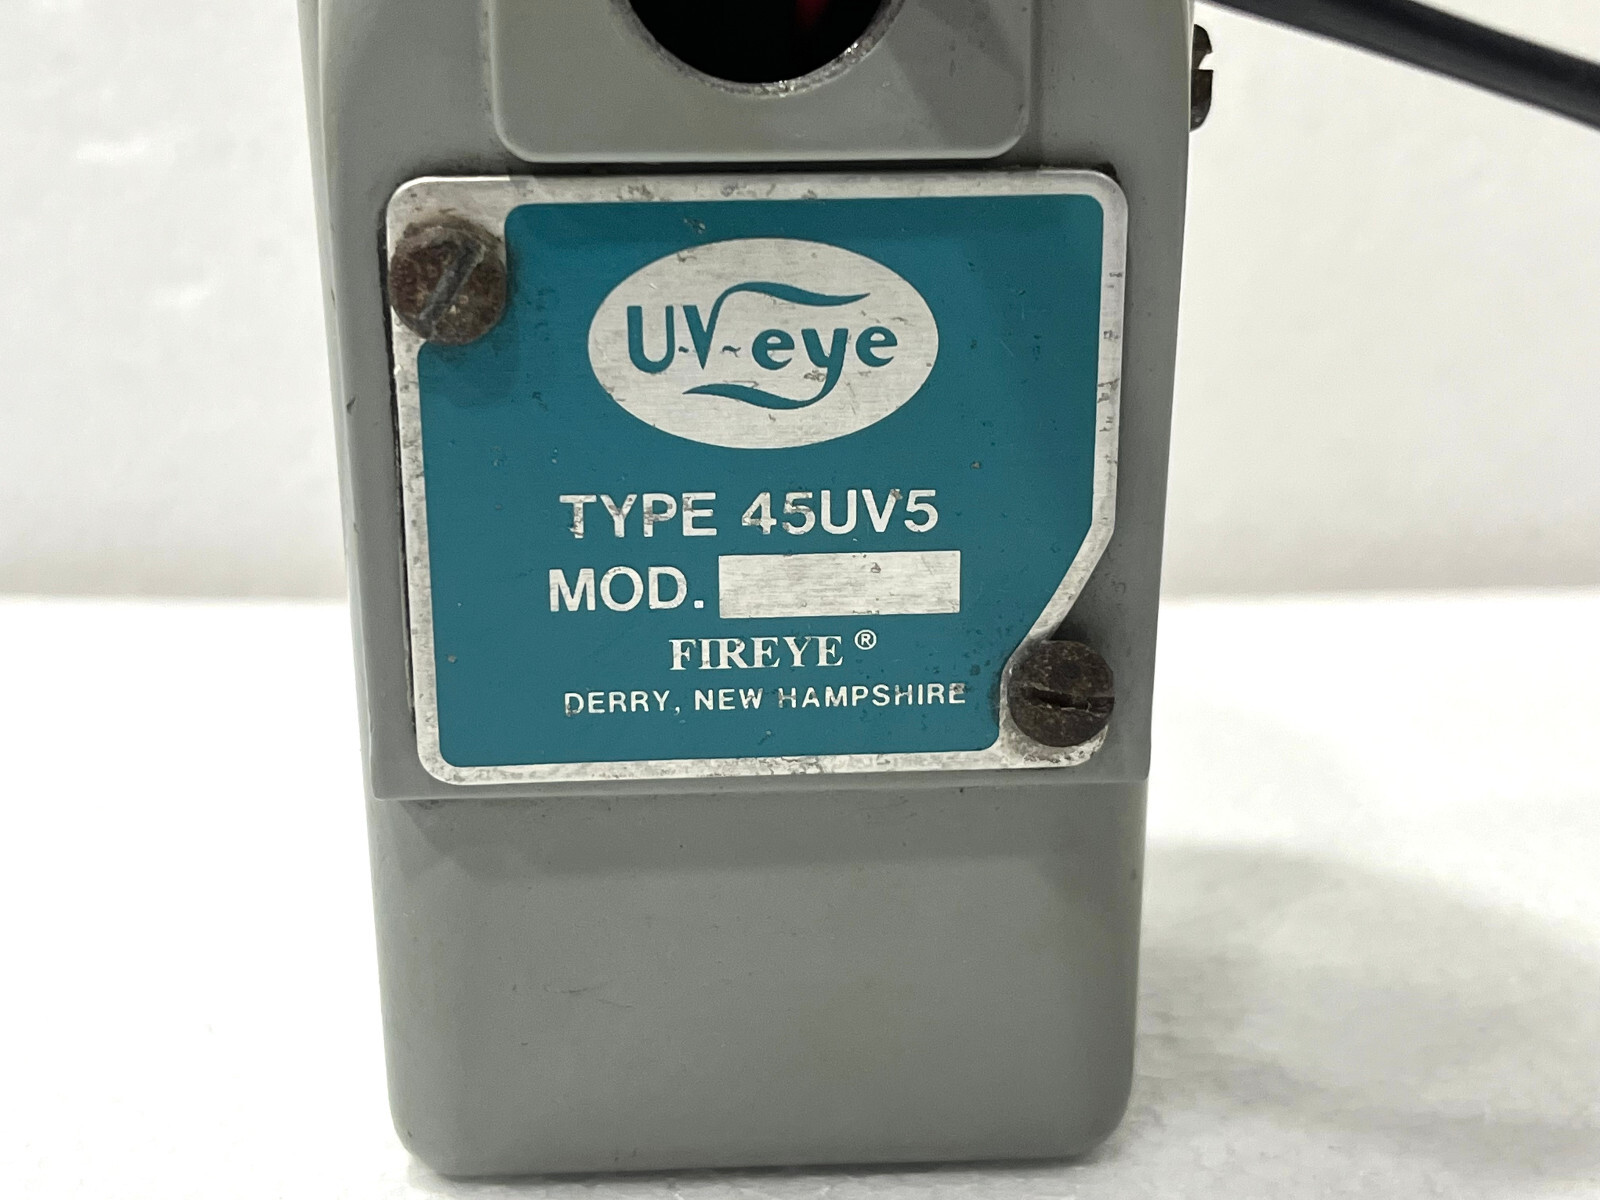 U~V~eye
TYPE 45UV5
MOD.
FIREYE®
DERRY, NEW HAMPSHIRE